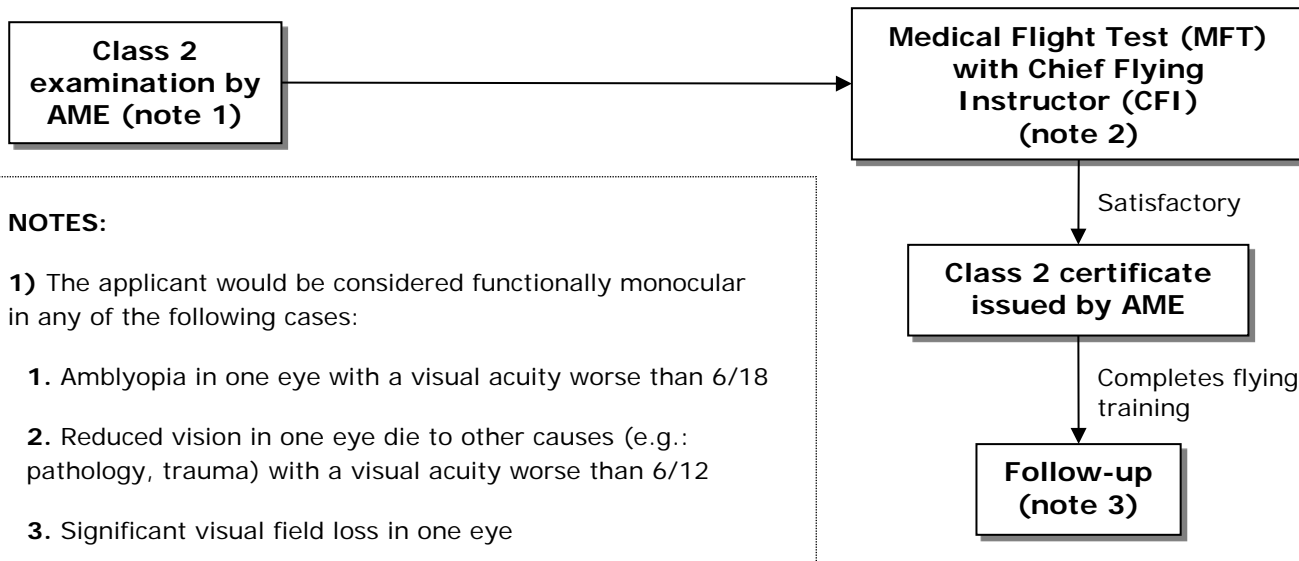 Class 2
examination by
AME (note 1)
Medical Flight Test (MFT)
with Chief Flying
Instructor (CFI)
(note 2)
Satisfactory
Class 2 certificate
issued by AME
Completes flying
training
Follow-up
(note 3)
NOTES:
1) The applicant would be considered functionally monocular
in any of the following cases:
1. Amblyopia in one eye with a visual acuity worse than 6/18
2. Reduced vision in one eye die to other causes (e.g.:
pathology, trauma) with a visual acuity worse than 6/12
3. Significant visual field loss in one eye